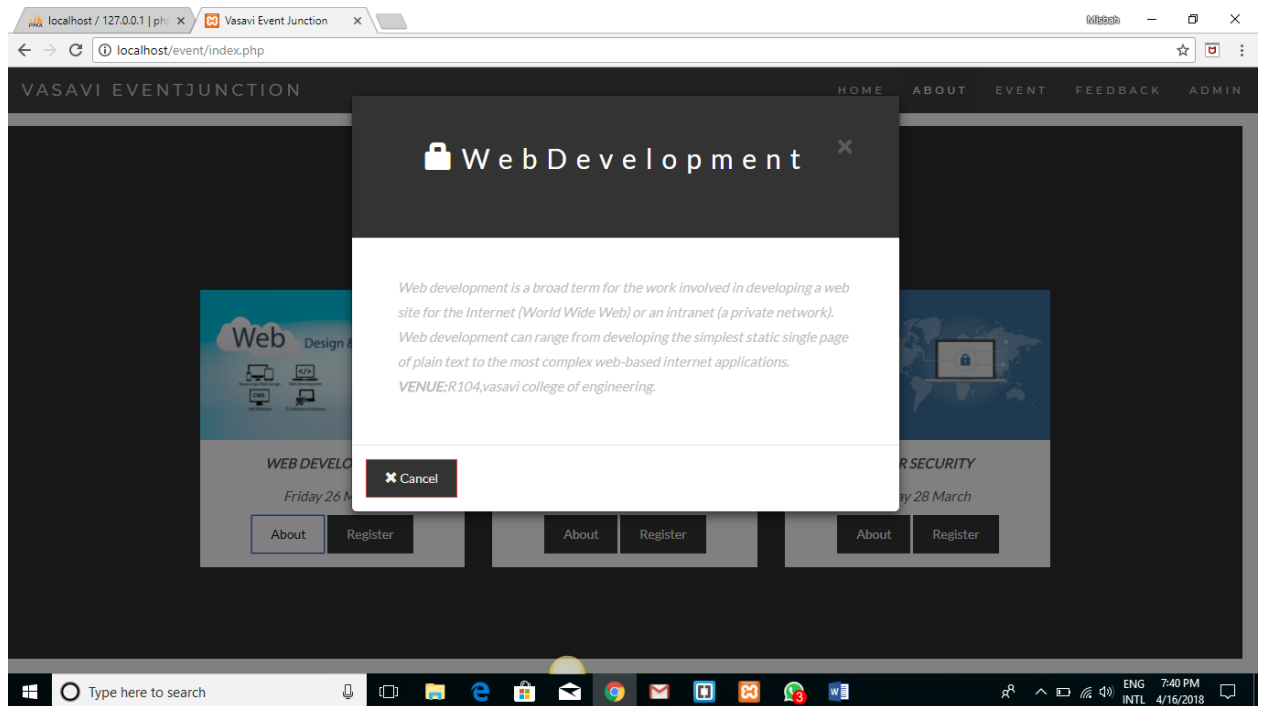 localhost / 127.0.0.1 | ph
Vasavi Event Junction
Misbah
localhost/event/index.php
VASAVI EVENTJUNCTION
HOME ABOUT EVENT FEEDBACK ADMIN
WebDevelopment
Web development is a broad term for the work involved in developing a web
site for the Internet (World Wide Web) or an intranet (a private network).
Web development can range from developing the simplest static single page
of plain text to the most complex web-based internet applications.
VENUE:R104,vasavi college of engineering.
Cancel
Web Design &
CMS
WEB DEVELO
Friday 26 M
About Register
About Register
R SECURITY
ay 28 March
About Register
Type here to search
3
ENG 7:40 PM
INTL 4/16/2018